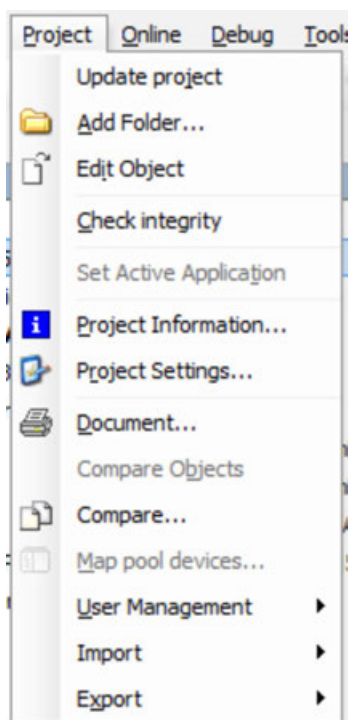 Project Online Debug Tools
Update project
Add Folder...
Edit Object
Check integrity
Set Active Application
Project Information...
Project Settings...
Document...
Compare Objects
Compare...
Map pool devices...
User Management
Import
Export